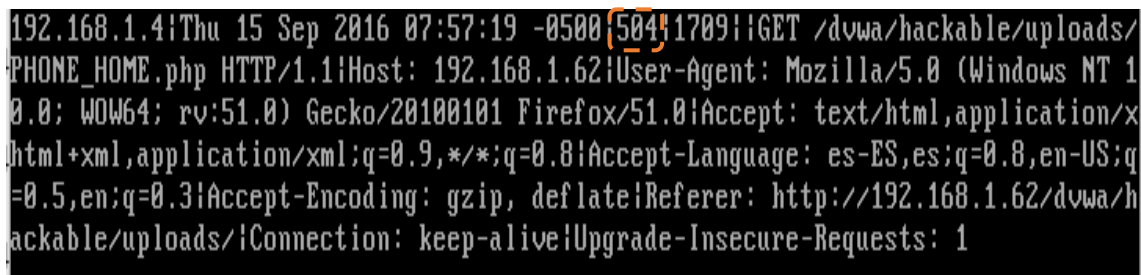 192.168.1.4|Thu 15 Sep 2016 07:57:19 -0500|504|1709||GET /dvwa/hackable/uploads/
PHONE_HOME.php HTTP/1.1|Host: 192.168.1.62|User-Agent: Mozilla/5.0 (Windows NT 1
0.0; WOW64; rv:51.0) Gecko/20100101 Firefox/51.0|Accept: text/html,application/x
html+xml,application/xml;q=0.9,*/*;q=0.8|Accept-Language: es-ES,es;q=0.8,en-US;q
=0.5,en;q=0.3|Accept-Encoding: gzip, deflate|Referer: http://192.168.1.62/dvwa/h
ackable/uploads/|Connection: keep-alive|Upgrade-Insecure-Requests: 1